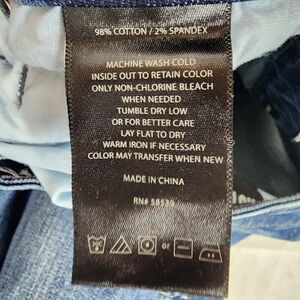 98% COTTON / 2% SPANDEX
MACHINE WASH COLD
INSIDE OUT TO RETAIN COLOR
ONLY NON-CHLORINE BLEACH
WHEN NEEDED
TUMBLE DRY LOW
OR FOR BETTER CARE
LAY FLAT TO DRY
WARM IRON IF NECESSARY
COLOR MAY TRANSFER WHEN NEW
MADE IN CHINA
RN#
or